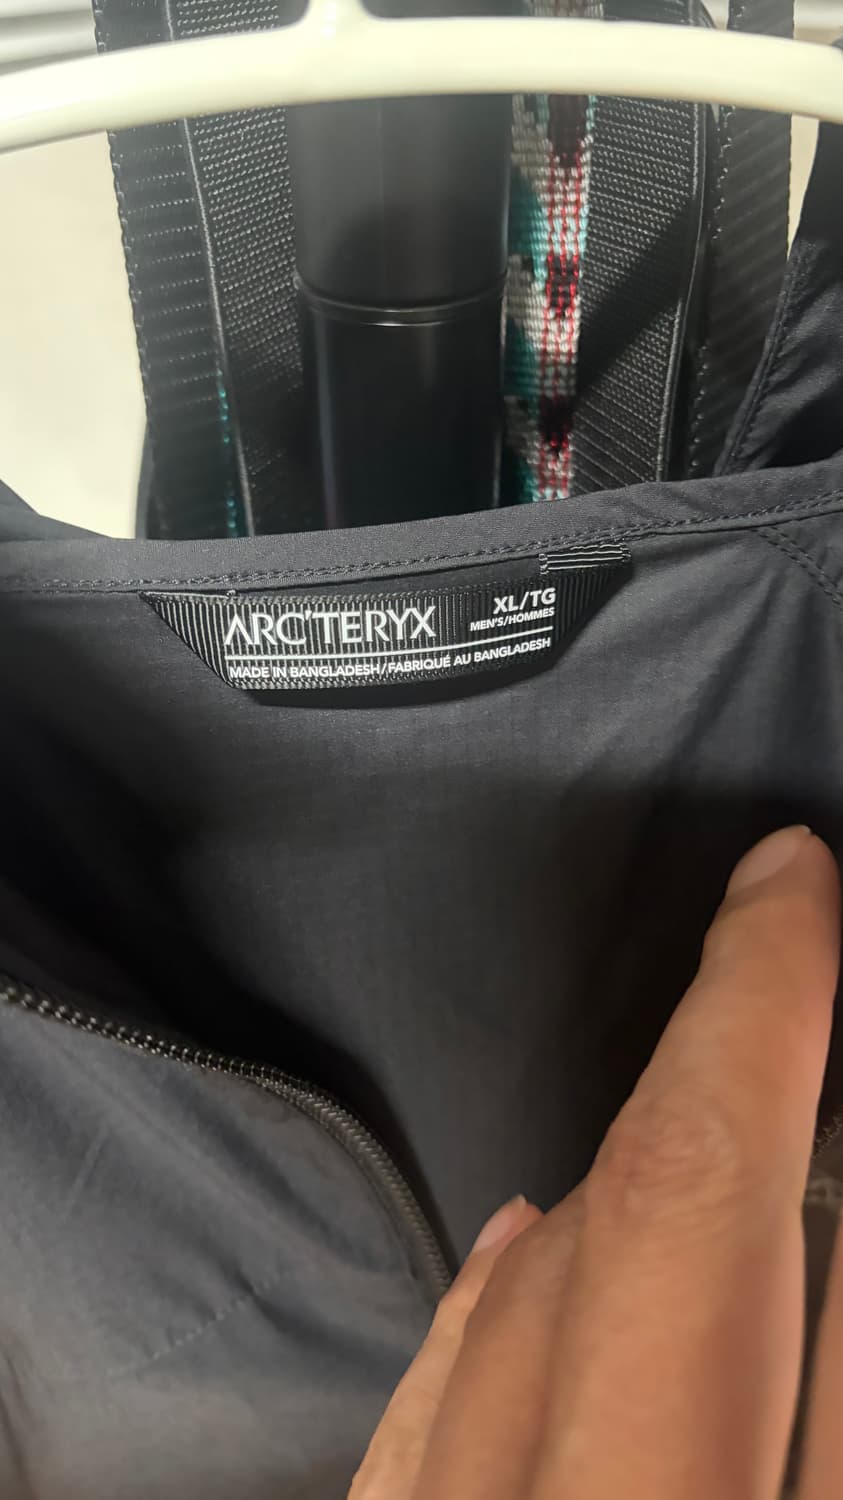 ARC'TERYX
XL/TG
MEN'S/HOMMES
MADE IN BANGLADESH/FABRIQUÉ AU BANGLADESH